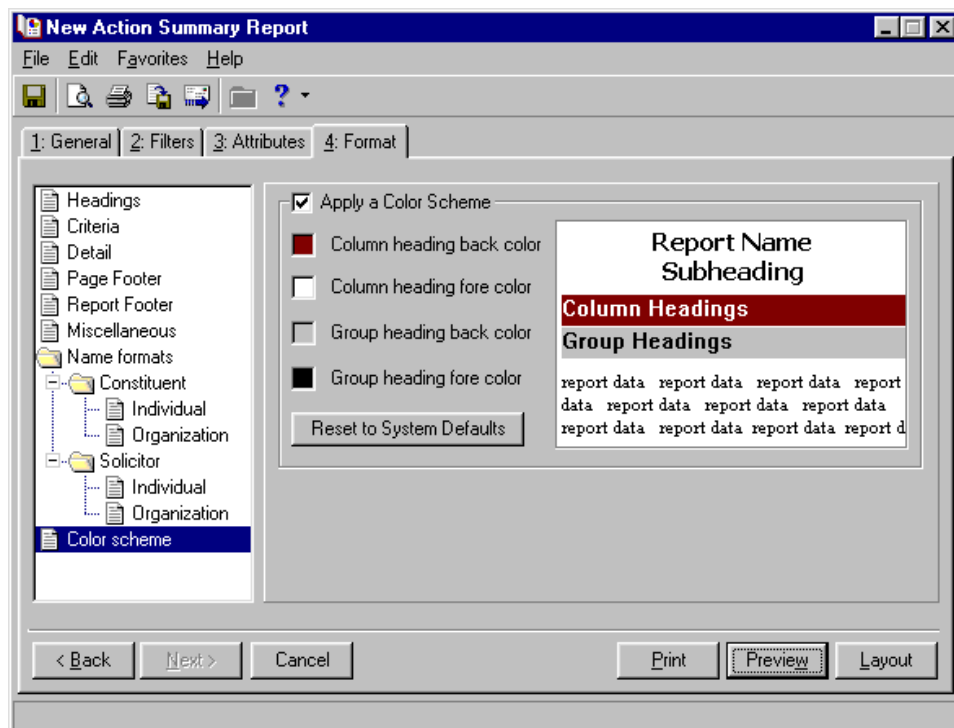 New Action Summary Report
File Edit Favorites Help
?
1: General 2: Filters 3: Attributes 4: Format
Headings
Criteria
Detail
Page Footer
Report Footer
Miscellaneous
Name formats
Constituent
Individual
Organization
Solicitor
Individual
Organization
Color scheme
Apply a Color Scheme
Column heading back color
Column heading fore color
Group heading back color
Group heading fore color
Reset to System Defaults
Report Name
Subheading
Column Headings
Group Headings
report data report data report data report
data report data report data report data
report data report data report data report d
< Back Next > Cancel Print Preview Layout